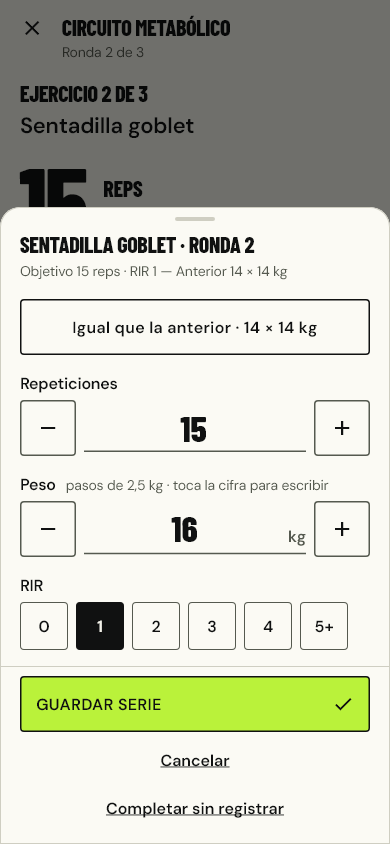 CIRCUITO METABÓLICO
Ronda 2 de 3
EJERCICIO 2 DE 3
Sentadilla goblet
15 REPS
SENTADILLA GOBLET · RONDA 2
Objetivo 15 reps · RIR 1 — Anterior 14 × 14 kg
Igual que la anterior · 14 × 14 kg
Repeticiones
− 15 +
Peso pasos de 2,5 kg · toca la cifra para escribir
− 16 kg +
RIR
0 1 2 3 4 5+
GUARDAR SERIE
Cancelar
Completar sin registrar